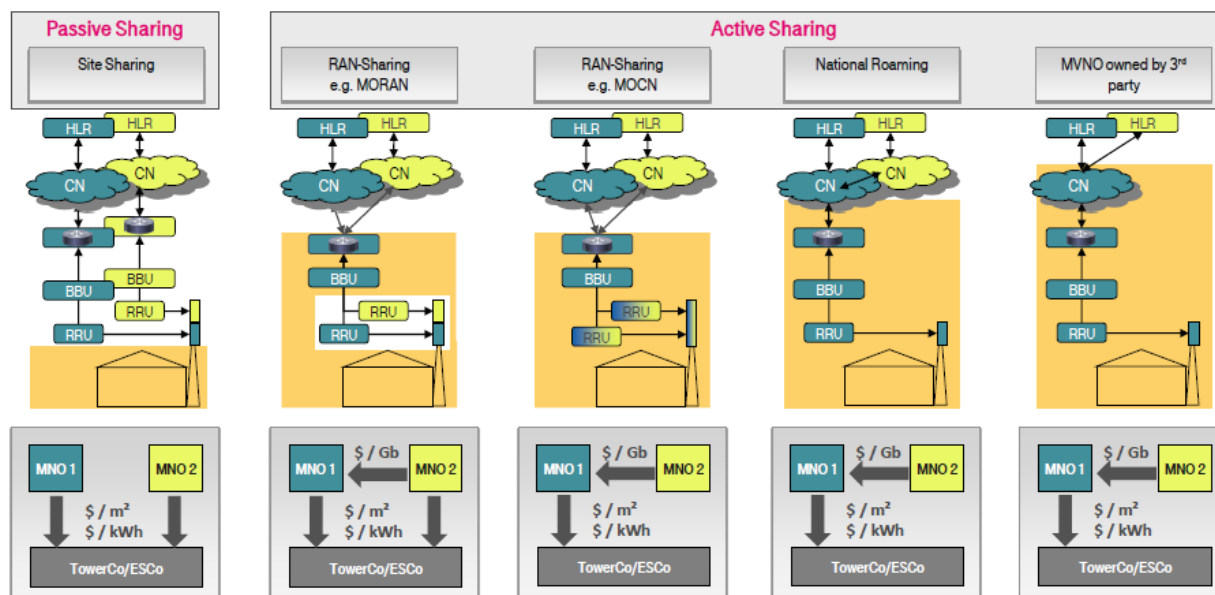 Passive Sharing
Active Sharing
Site Sharing
RAN-Sharing
e.g. MORAN
RAN-Sharing
e.g. MOCN
National Roaming
MVNO owned by 3rd
party
HLR
HLR
HLR
HLR
HLR
HLR
HLR
HLR
HLR
HLR
CN
CN
CN
CN
CN
CN
CN
CN
CN
BBU
BBU
BBU
BBU
BBU
BBU
RRU
RRU
RRU
RRU
RRU
RRU
RRU
RRU
MNO 1
MNO 2
$ / m²
$ / kWh
TowerCo/ESCo
MNO 1
$ / Gb
MNO 2
$ / m²
$ / kWh
TowerCo/ESCo
MNO 1
$ / Gb
MNO 2
$ / m²
$ / kWh
TowerCo/ESCo
MNO 1
$ / Gb
MNO 2
$ / m²
$ / kWh
TowerCo/ESCo
MNO 1
$ / Gb
MNO 2
$ / m²
$ / kWh
TowerCo/ESCo